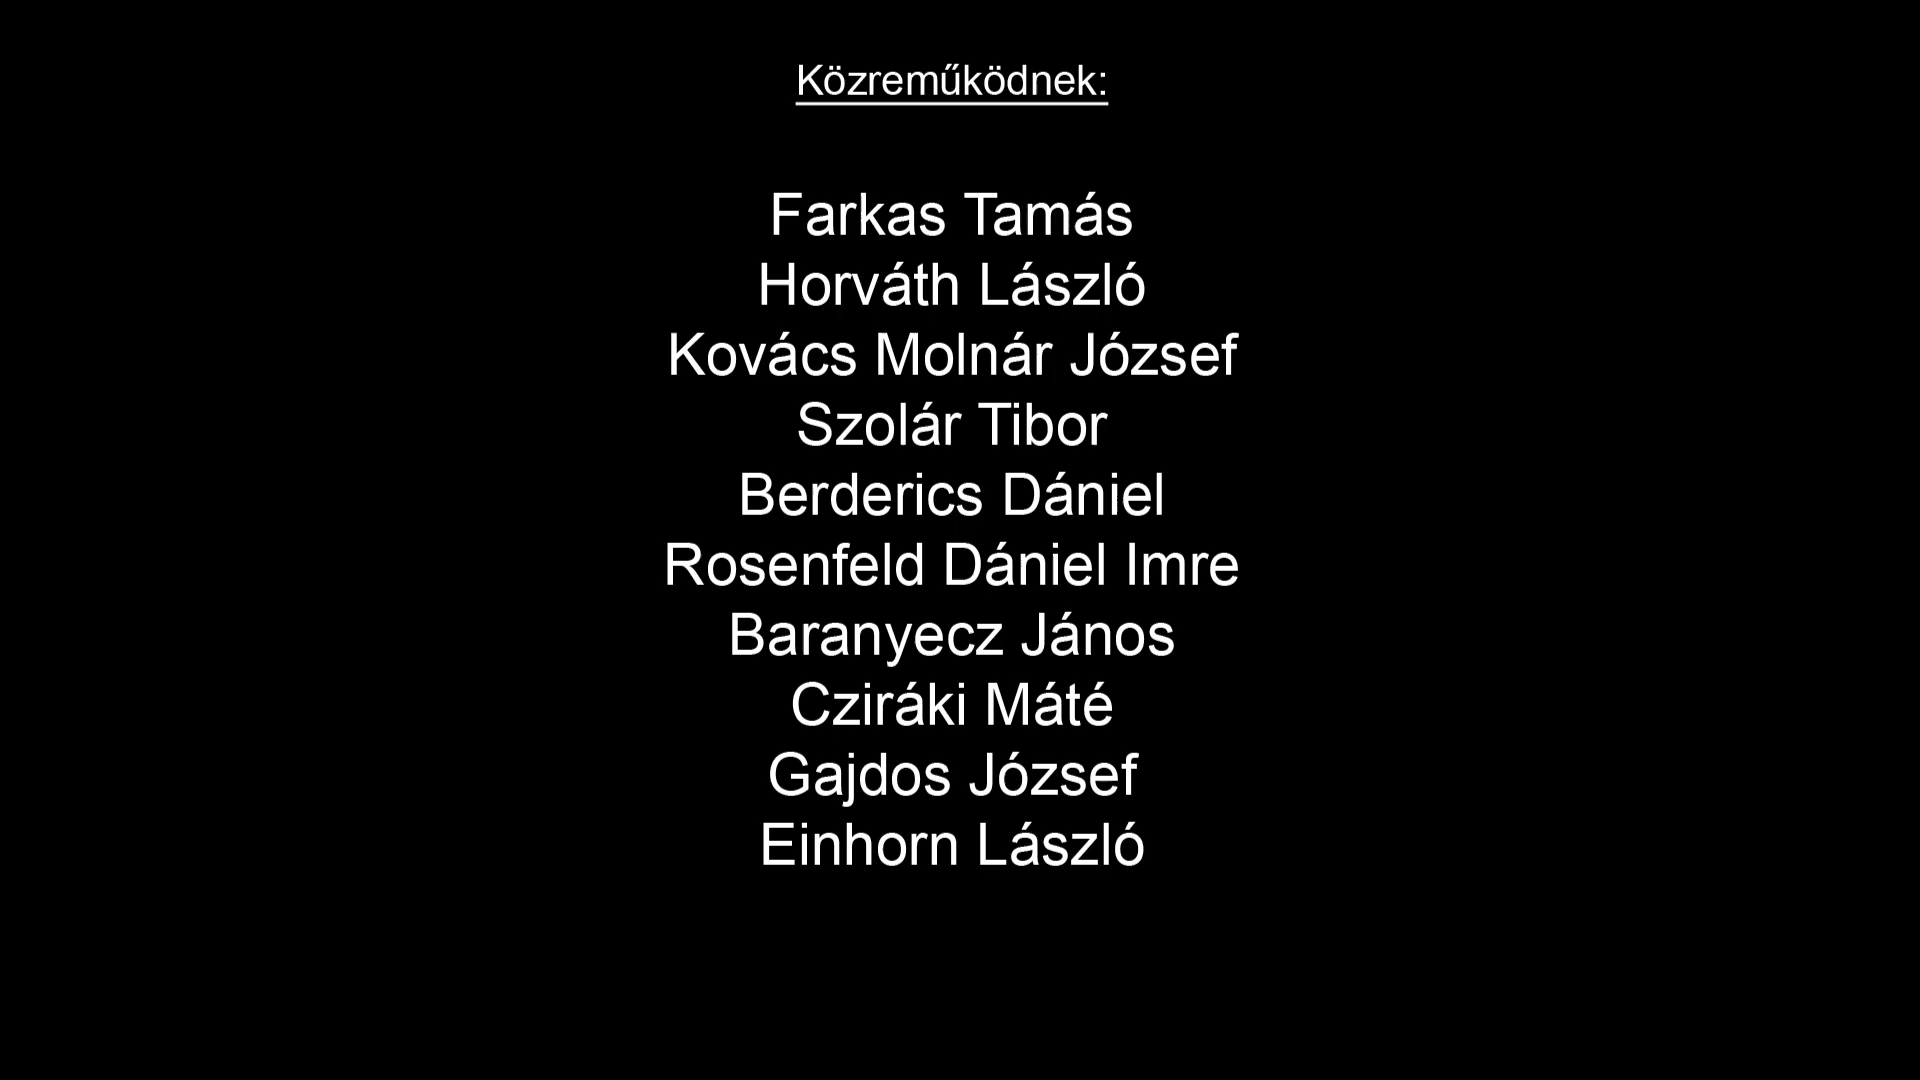 Közreműködnek:
Farkas Tamás
Horváth László
Kovács Molnár József
Szolár Tibor
Berderics Dániel
Rosenfeld Dániel Imre
Baranyecz János
Cziráki Máté
Gajdos József
Einhorn László